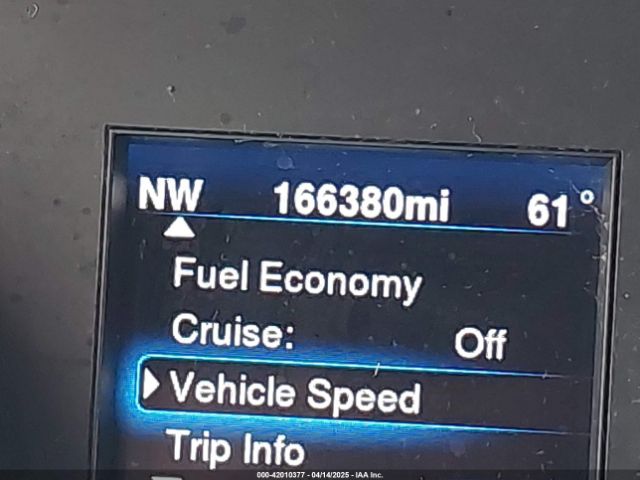 NW 166380mi 61°
Fuel Economy
Cruise: Off
Vehicle Speed
Trip Info
000-42010377 - 04/14/2025 - IAA Inc.